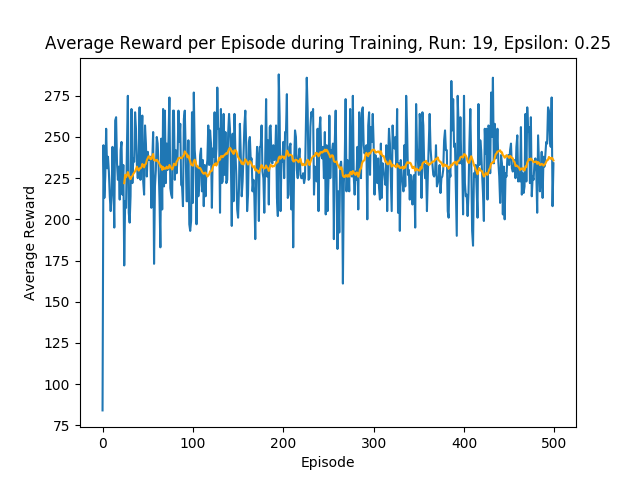 Average Reward per Episode during Training, Run: 19, Epsilon: 0.25
275
250
225
200
175
150
125
100
75
Average Reward
0 100 200 300 400 500
Episode